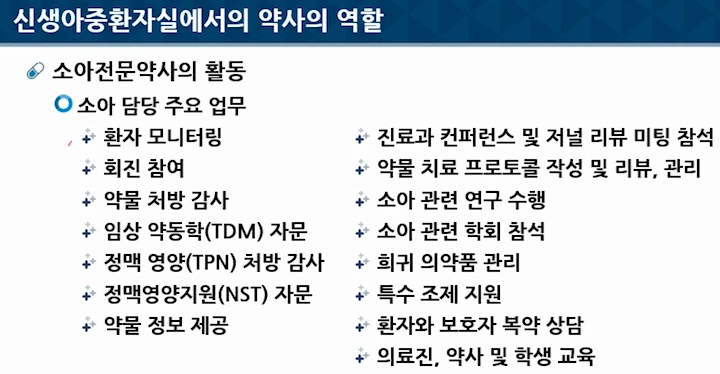 신생아중환자실에서의 약사의 역할
소아전문약사의 활동
소아 담당 주요 업무
환자 모니터링
회진 참여
약물 처방 감사
임상 약동학(TDM) 자문
정맥 영양(TPN) 처방 감사
정맥영양지원(NST) 자문
약물 정보 제공
진료과 컨퍼런스 및 저널 리뷰 미팅 참석
약물 치료 프로토콜 작성 및 리뷰, 관리
소아 관련 연구 수행
소아 관련 학회 참석
희귀 의약품 관리
특수 조제 지원
환자와 보호자 복약 상담
의료진, 약사 및 학생 교육